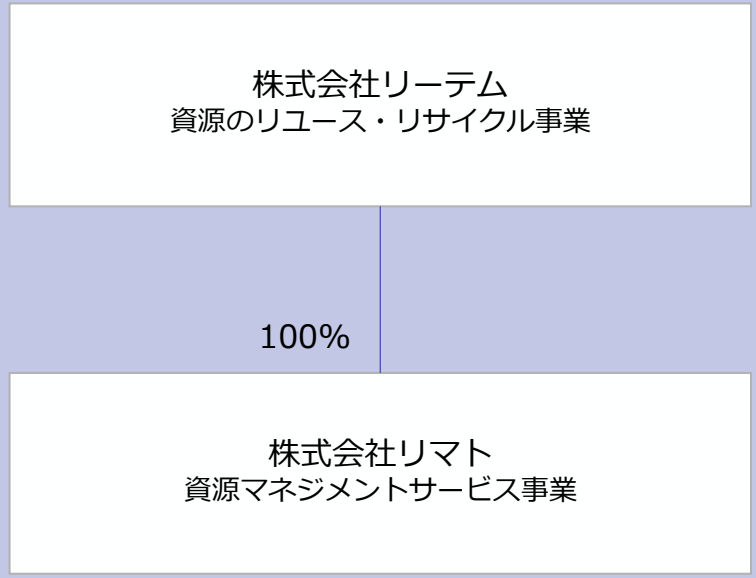 株式会社リーテム
資源のリユース・リサイクル事業
100%
株式会社リマト
資源マネジメントサービス事業